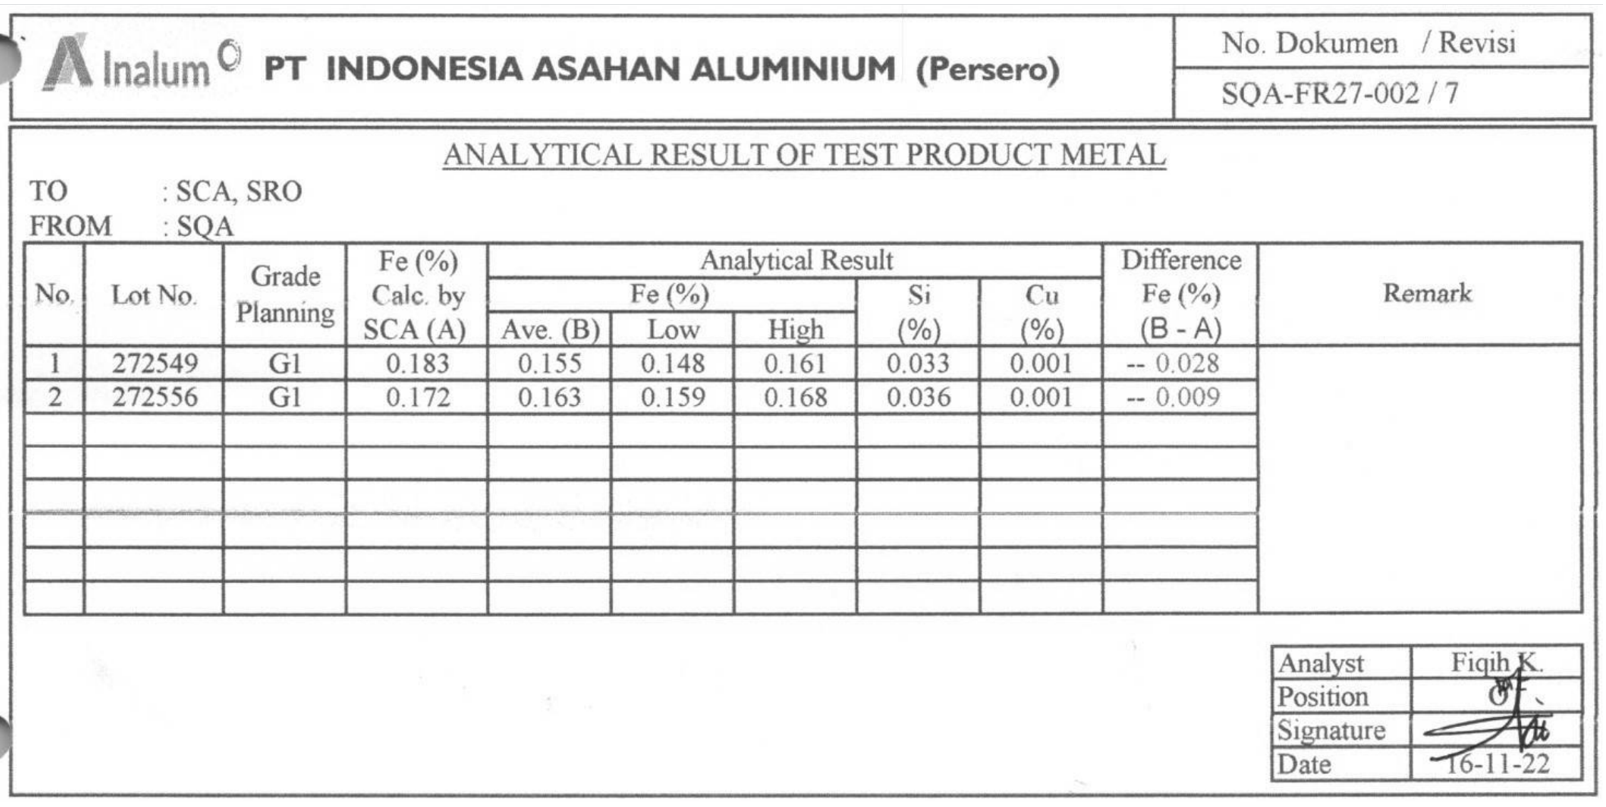 Inalum PT INDONESIA ASAHAN ALUMINIUM (Persero)
No. Dokumen / Revisi
SQA-FR27-002 / 7
ANALYTICAL RESULT OF TEST PRODUCT METAL
TO : SCA, SRO
FROM : SQA
No. Lot No. Grade Planning Fe (%) Calc. by SCA (A) Analytical Result Difference Fe (%) (B - A) Remark
Fe (%) Si (%) Cu (%)
Ave. (B) Low High
1 272549 G1 0.183 0.155 0.148 0.161 0.033 0.001 -- 0.028
2 272556 G1 0.172 0.163 0.159 0.168 0.036 0.001 -- 0.009
Analyst Fiqih K.
Position
Signature
Date 16-11-22